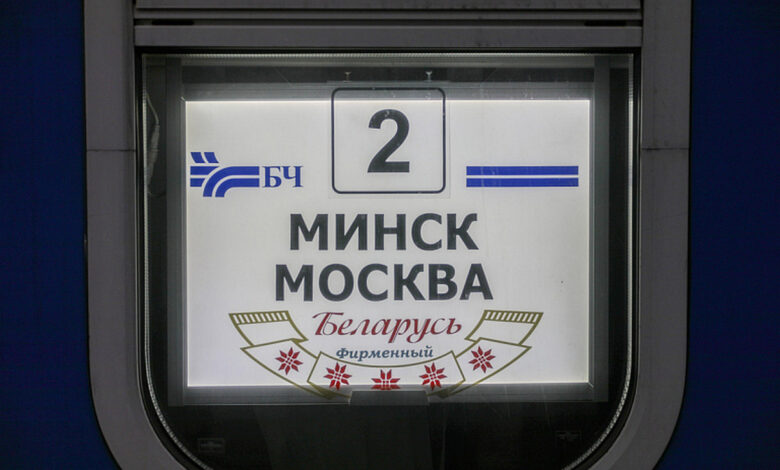 2
БЧ
МИНСК
МОСКВА
Беларусь
Фирменный